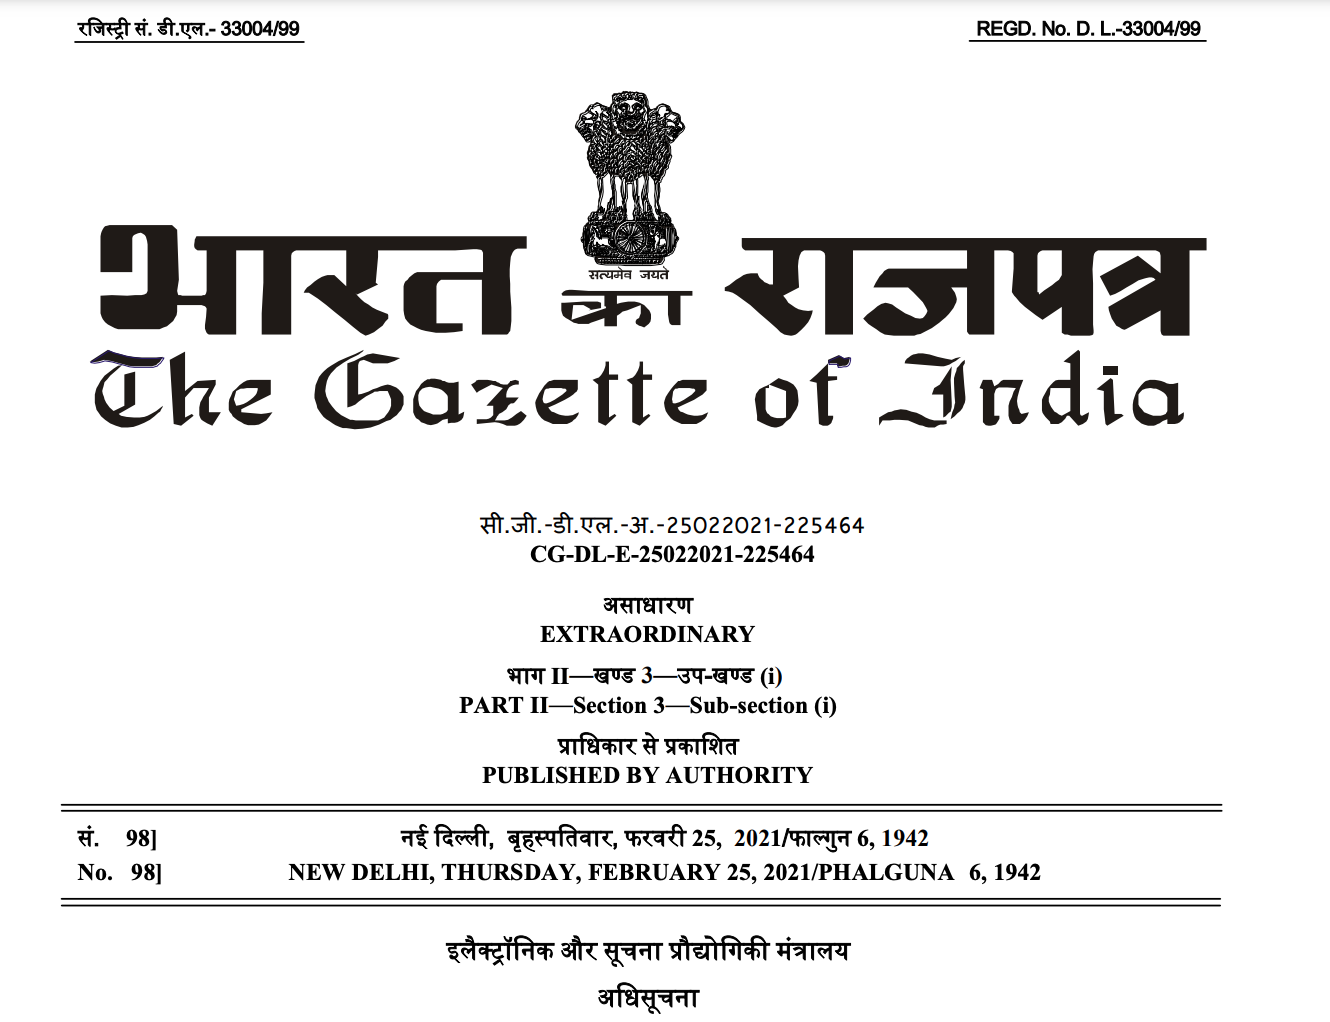 रजिस्ट्री सं. डी.एल.- 33004/99
REGD. No. D. L.-33004/99
सत्यमेव जयते
भारत का राजपत्र
The Gazette of India
सी.जी.-डी.एल.-अ.-25022021-225464
CG-DL-E-25022021-225464
असाधारण
EXTRAORDINARY
भाग II—खण्ड 3—उप-खण्ड (i)
PART II—Section 3—Sub-section (i)
प्राधिकार से प्रकाशित
PUBLISHED BY AUTHORITY
सं. 98] नई दिल्ली, बृहस्पतिवार, फरवरी 25, 2021/फाल्गुन 6, 1942
No. 98] NEW DELHI, THURSDAY, FEBRUARY 25, 2021/PHALGUNA 6, 1942
इलैक्ट्रॉनिक और सूचना प्रौद्योगिकी मंत्रालय
अधिसूचना